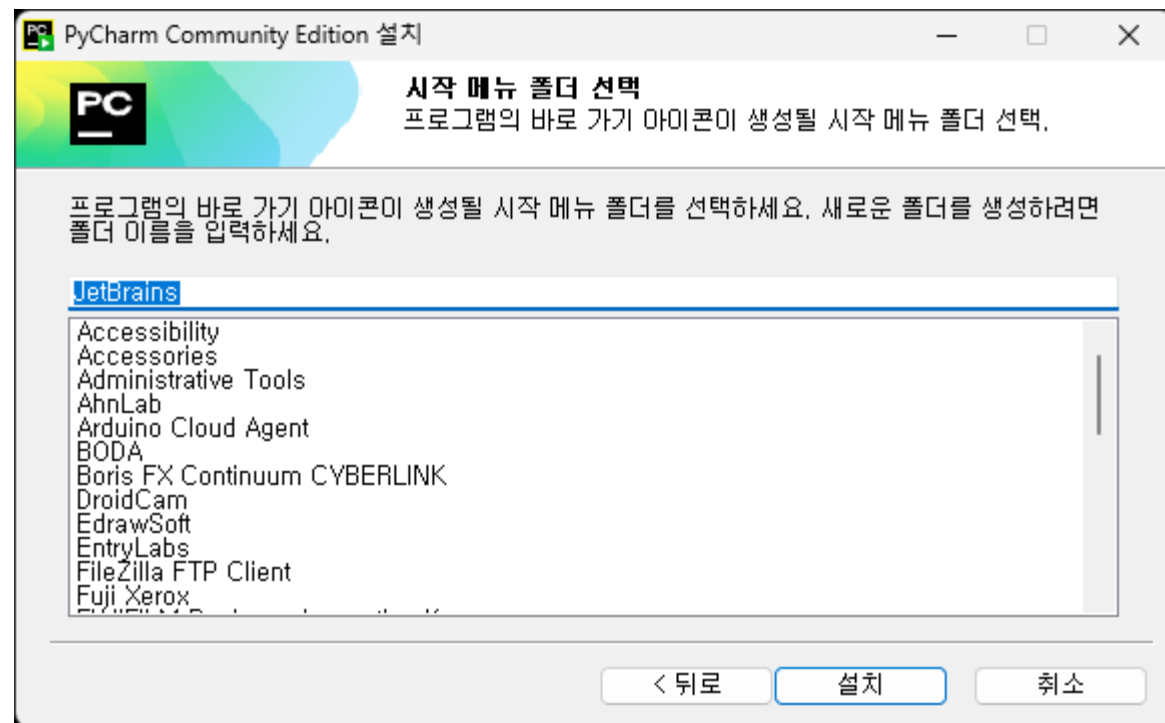 PyCharm Community Edition 설치
PC
시작 메뉴 폴더 선택
프로그램의 바로 가기 아이콘이 생성될 시작 메뉴 폴더 선택.
프로그램의 바로 가기 아이콘이 생성될 시작 메뉴 폴더를 선택하세요. 새로운 폴더를 생성하려면
폴더 이름을 입력하세요.
JetBrains
Accessibility
Accessories
Administrative Tools
AhnLab
Arduino Cloud Agent
BODA
Boris FX Continuum CYBERLINK
DroidCam
EdrawSoft
EntryLabs
FileZilla FTP Client
Fuji Xerox
< 뒤로
설치
취소